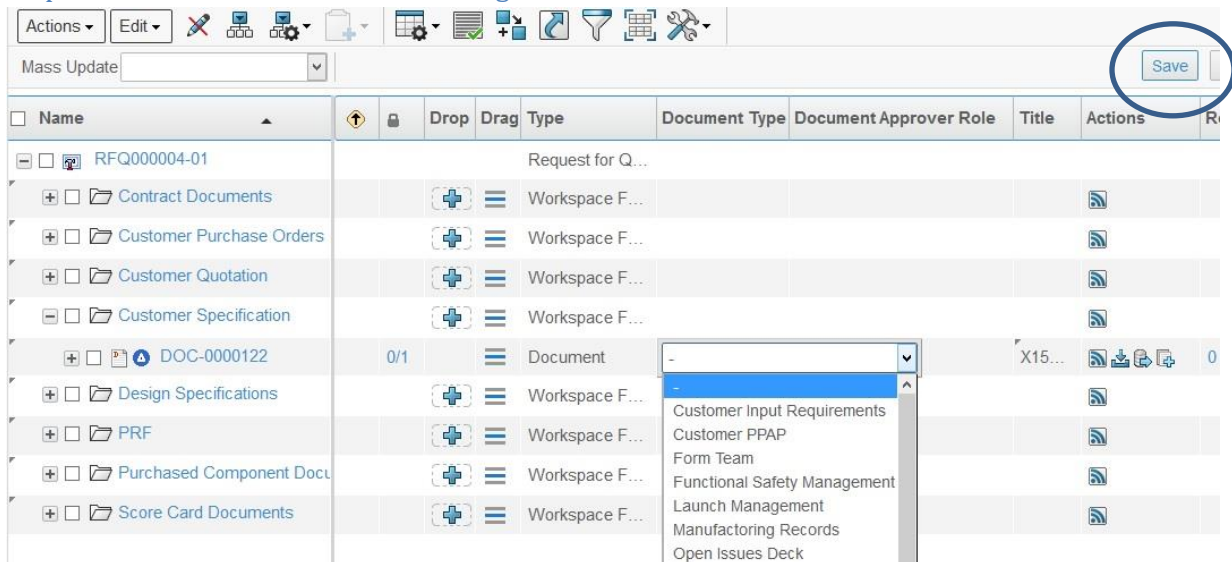 Actions Edit
Mass Update Save
Name Drop Drag Type Document Type Document Approver Role Title Actions
RFQ000004-01 Request for Q...
Contract Documents Workspace F...
Customer Purchase Orders Workspace F...
Customer Quotation Workspace F...
Customer Specification Workspace F...
DOC-0000122 0/1 Document - X15... 0
Design Specifications Workspace F... -
Customer Input Requirements
PRF Workspace F... Customer PPAP
Form Team
Purchased Component Docu Workspace F... Functional Safety Management
Score Card Documents Workspace F... Launch Management
Manufactoring Records
Open Issues Deck